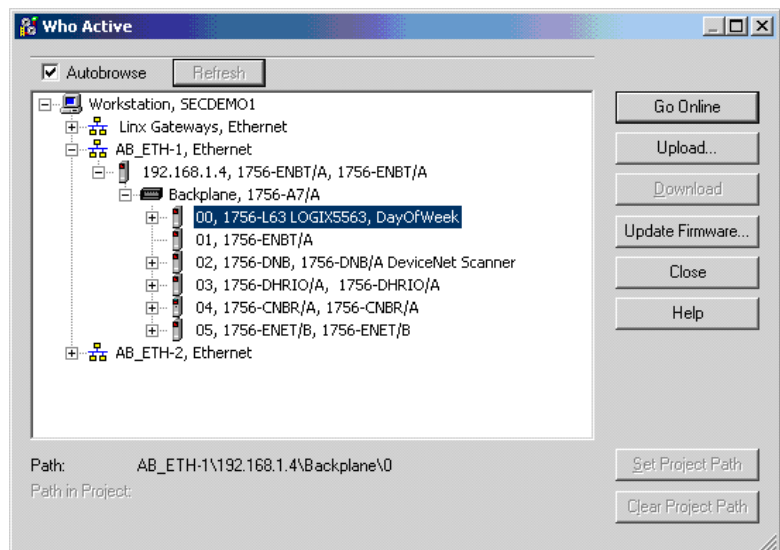 Who Active
Autobrowse Refresh
Workstation, SECDEMO1
Linx Gateways, Ethernet
AB_ETH-1, Ethernet
192.168.1.4, 1756-ENBT/A, 1756-ENBT/A
Backplane, 1756-A7/A
00, 1756-L63 LOGIX5563, DayOfWeek
01, 1756-ENBT/A
02, 1756-DNB, 1756-DNB/A DeviceNet Scanner
03, 1756-DHRIO/A, 1756-DHRIO/A
04, 1756-CNBR/A, 1756-CNBR/A
05, 1756-ENET/B, 1756-ENET/B
AB_ETH-2, Ethernet
Go Online
Upload...
Download
Update Firmware...
Close
Help
Path: AB_ETH-1\192.168.1.4\Backplane\0
Path in Project:
Set Project Path
Clear Project Path